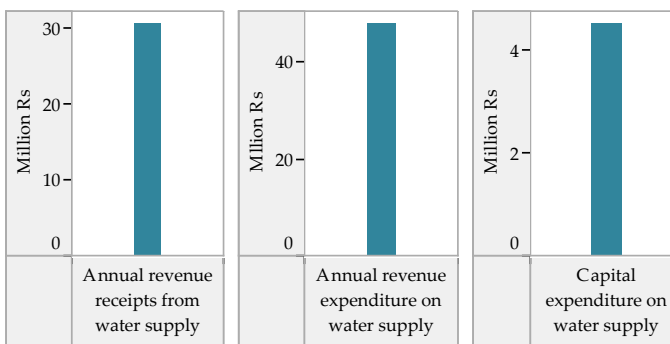 Million Rs
30
20
10
0
Annual revenue
receipts from
water supply
Mllion Rs
40
20
0
Annual revenue
expenditure on
water supply
Million Rs
4
2
0
Capital
expenditure on
water supply